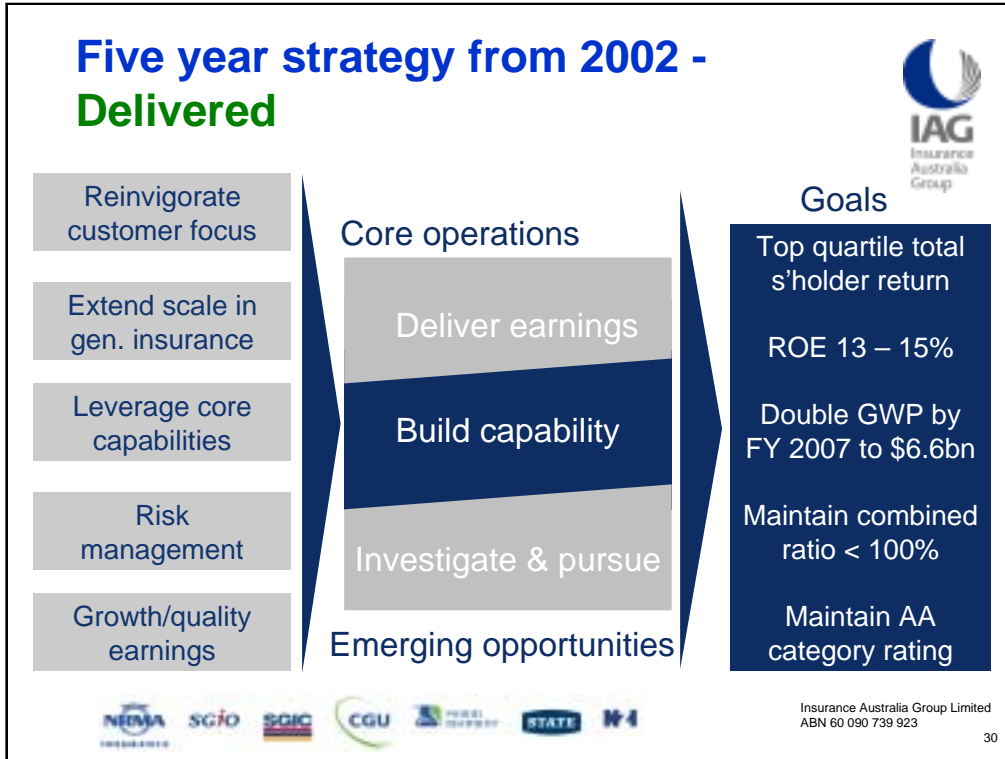 Five year strategy from 2002 -
Delivered
IAG
Insurance
Australia
Group
Reinvigorate
customer focus
Extend scale in
gen. insurance
Leverage core
capabilities
Risk
management
Growth/quality
earnings
Core operations
Deliver earnings
Build capability
Investigate & pursue
Emerging opportunities
Goals
Top quartile total
s'holder return
ROE 13 – 15%
Double GWP by
FY 2007 to $6.6bn
Maintain combined
ratio < 100%
Maintain AA
category rating
NRMA
INSURANCE
SGIO
SGIC
CGU
STATE
Insurance Australia Group Limited
ABN 60 090 739 923
30